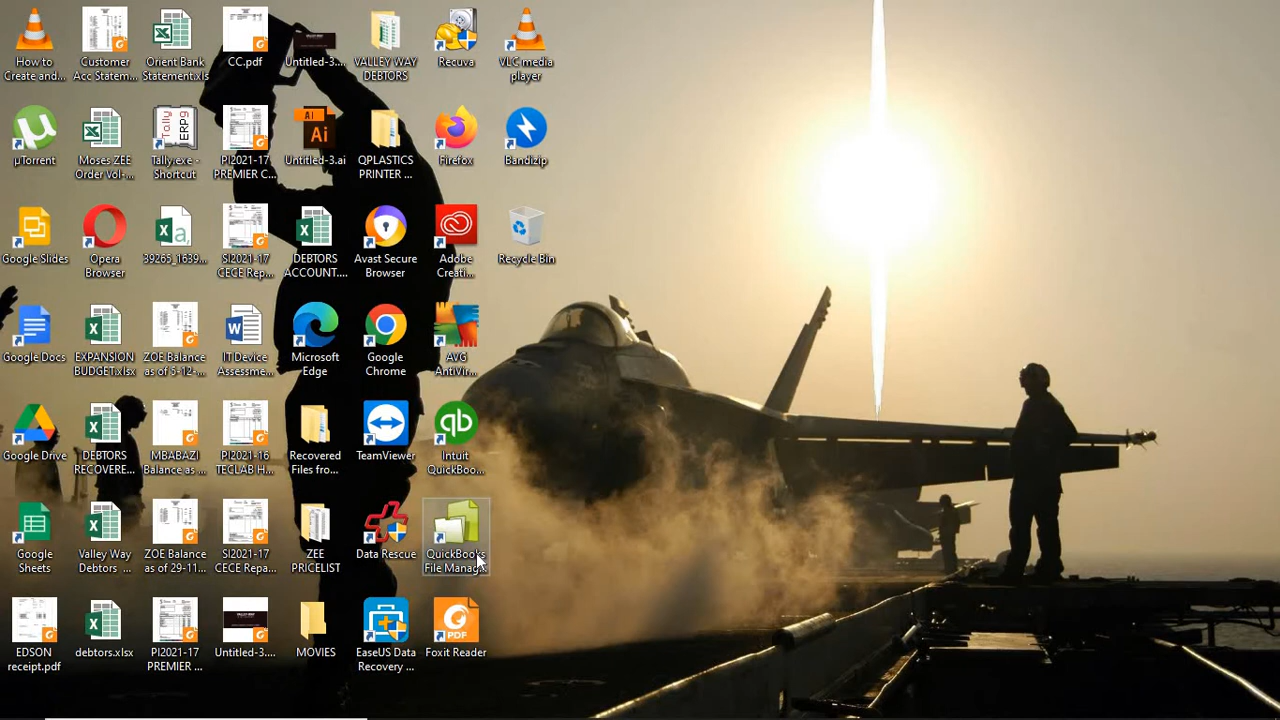 How to
Create and...
Customer
Acc Statem...
Orient Bank
Statement.xls
CC.pdf
Untitled-3....
VALLEY WAY
DEBTORS
Recuva
VLC media
player
µTorrent
Moses ZEE
Order Vol-...
Tally.exe -
Shortcut
PI2021-17
PREMIER C...
Untitled-3.ai
QPLASTICS
PRINTER ...
Firefox
Bandizip
Google Slides
Opera
Browser
39265_1639...
SI2021-17
CECE Rep...
DEBTORS
ACCOUNT....
Avast Secure
Browser
Adobe
Creati...
Recycle Bin
Google Docs
EXPANSION
BUDGET.xlsx
ZOE Balance
as of 5-12-...
IT Device
Assessme...
Microsoft
Edge
Google
Chrome
AVG
AntiVir...
Google Drive
DEBTORS
RECOVERE...
MBABAZI
Balance as ...
PI2021-16
TECLAB H...
Recovered
Files fro...
TeamViewer
Intuit
QuickBoo...
Google
Sheets
Valley Way
Debtors ...
ZOE Balance
as of 29-11...
SI2021-17
CECE Repa...
ZEE
PRICELIST
Data Rescue
QuickBooks
File Manag...
EDSON
receipt.pdf
debtors.xlsx
PI2021-17
PREMIER ...
Untitled-3....
MOVIES
EaseUS Data
Recovery ...
Foxit Reader